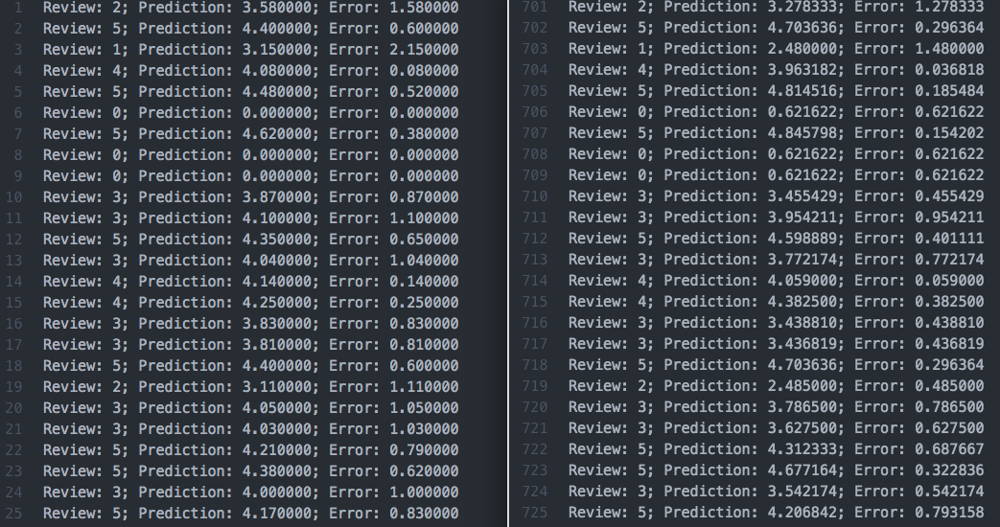 1 Review: 2; Prediction: 3.580000; Error: 1.580000
2 Review: 5; Prediction: 4.400000; Error: 0.600000
3 Review: 1; Prediction: 3.150000; Error: 2.150000
4 Review: 4; Prediction: 4.080000; Error: 0.080000
5 Review: 5; Prediction: 4.480000; Error: 0.520000
6 Review: 0; Prediction: 0.000000; Error: 0.000000
7 Review: 5; Prediction: 4.620000; Error: 0.380000
8 Review: 0; Prediction: 0.000000; Error: 0.000000
9 Review: 0; Prediction: 0.000000; Error: 0.000000
10 Review: 3; Prediction: 3.870000; Error: 0.870000
11 Review: 3; Prediction: 4.100000; Error: 1.100000
12 Review: 5; Prediction: 4.350000; Error: 0.650000
13 Review: 3; Prediction: 4.040000; Error: 1.040000
14 Review: 4; Prediction: 4.140000; Error: 0.140000
15 Review: 4; Prediction: 4.250000; Error: 0.250000
16 Review: 3; Prediction: 3.830000; Error: 0.830000
17 Review: 3; Prediction: 3.810000; Error: 0.810000
18 Review: 5; Prediction: 4.400000; Error: 0.600000
19 Review: 2; Prediction: 3.110000; Error: 1.110000
20 Review: 3; Prediction: 4.050000; Error: 1.050000
21 Review: 3; Prediction: 4.030000; Error: 1.030000
22 Review: 5; Prediction: 4.210000; Error: 0.790000
23 Review: 5; Prediction: 4.380000; Error: 0.620000
24 Review: 3; Prediction: 4.000000; Error: 1.000000
25 Review: 5; Prediction: 4.170000; Error: 0.830000
701 Review: 2; Prediction: 3.278333; Error: 1.278333
702 Review: 5; Prediction: 4.703636; Error: 0.296364
703 Review: 1; Prediction: 2.480000; Error: 1.480000
704 Review: 4; Prediction: 3.963182; Error: 0.036818
705 Review: 5; Prediction: 4.814516; Error: 0.185484
706 Review: 0; Prediction: 0.621622; Error: 0.621622
707 Review: 5; Prediction: 4.845798; Error: 0.154202
708 Review: 0; Prediction: 0.621622; Error: 0.621622
709 Review: 0; Prediction: 0.621622; Error: 0.621622
710 Review: 3; Prediction: 3.455429; Error: 0.455429
711 Review: 3; Prediction: 3.954211; Error: 0.954211
712 Review: 5; Prediction: 4.598889; Error: 0.401111
713 Review: 3; Prediction: 3.772174; Error: 0.772174
714 Review: 4; Prediction: 4.059000; Error: 0.059000
715 Review: 4; Prediction: 4.382500; Error: 0.382500
716 Review: 3; Prediction: 3.438810; Error: 0.438810
717 Review: 3; Prediction: 3.436819; Error: 0.436819
718 Review: 5; Prediction: 4.703636; Error: 0.296364
719 Review: 2; Prediction: 2.485000; Error: 0.485000
720 Review: 3; Prediction: 3.786500; Error: 0.786500
721 Review: 3; Prediction: 3.627500; Error: 0.627500
722 Review: 5; Prediction: 4.312333; Error: 0.687667
723 Review: 5; Prediction: 4.677164; Error: 0.322836
724 Review: 3; Prediction: 3.542174; Error: 0.542174
725 Review: 5; Prediction: 4.206842; Error: 0.793158